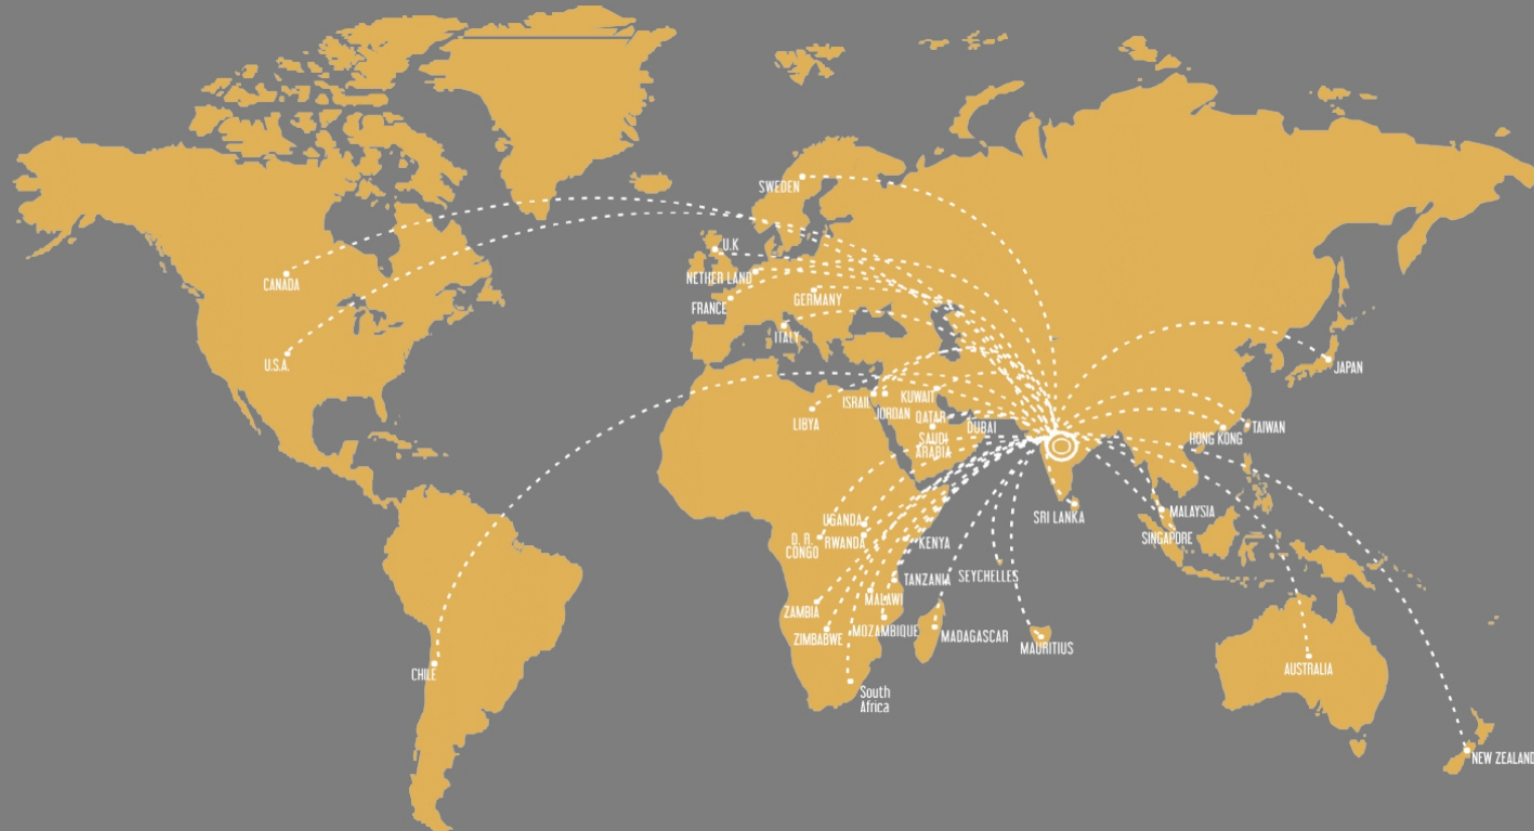 SWEDEN
U.K
CANADA
NETHER LAND
GERMANY
FRANCE
ITALY
U.S.A.
JAPAN
ISRAIL
KUWAIT
JORDAN
QATAR
LIBYA
DUBAI
TAIWAN
SAUDI
ARABIA
HONG KONG
MALAYSIA
SRI LANKA
UGANDA
D. R.
CONGO
RWANDA
KENYA
SINGAPORE
TANZANIA
SEYCHELLES
MALAWI
ZAMBIA
MOZAMBIQUE
ZIMBABWE
MADAGASCAR
MAURITIUS
CHILE
AUSTRALIA
South
Africa
NEW ZEALAND